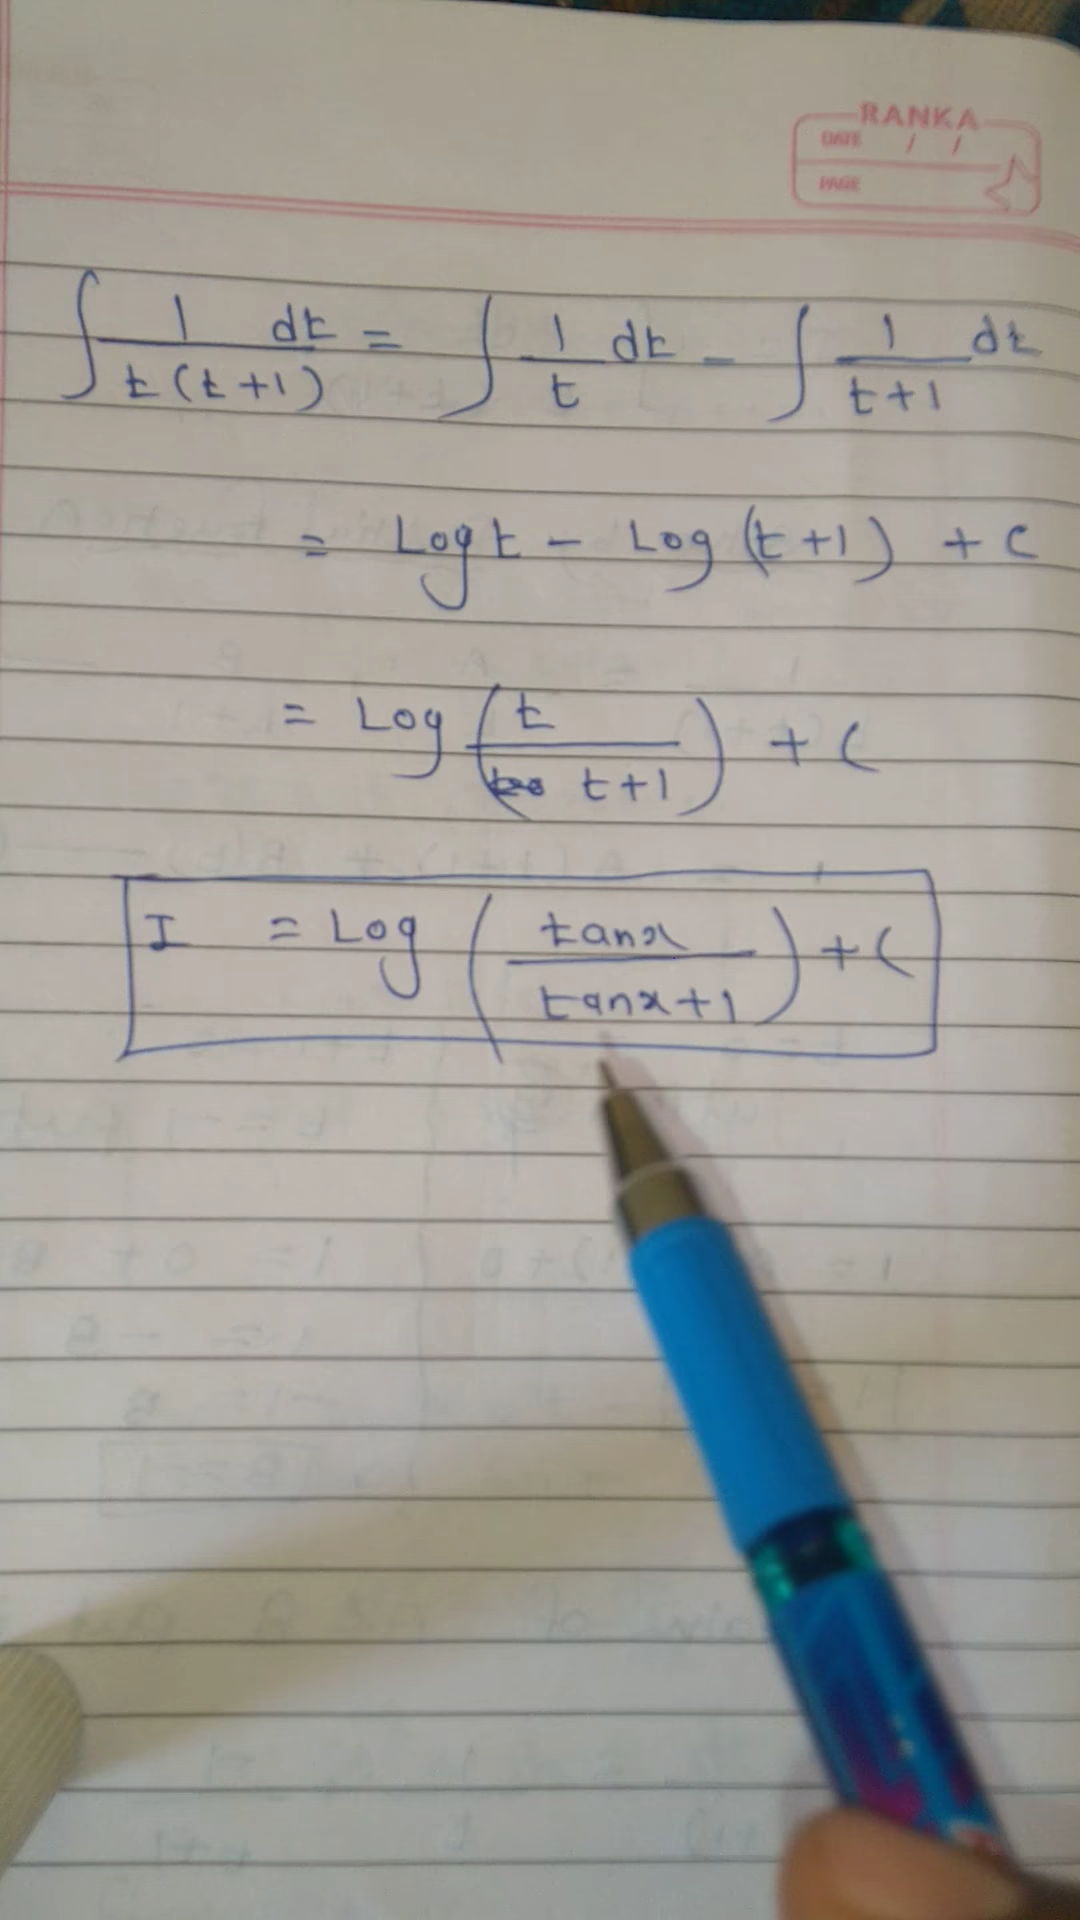 RANKA
DATE / /
PAGE
∫ 1/t(t+1) dt = ∫ 1/t dt - ∫ 1/t+1 dt
= Log t - Log (t+1) + C
= Log (t/t+1) + C
I = Log (tanx/tanx+1) + C